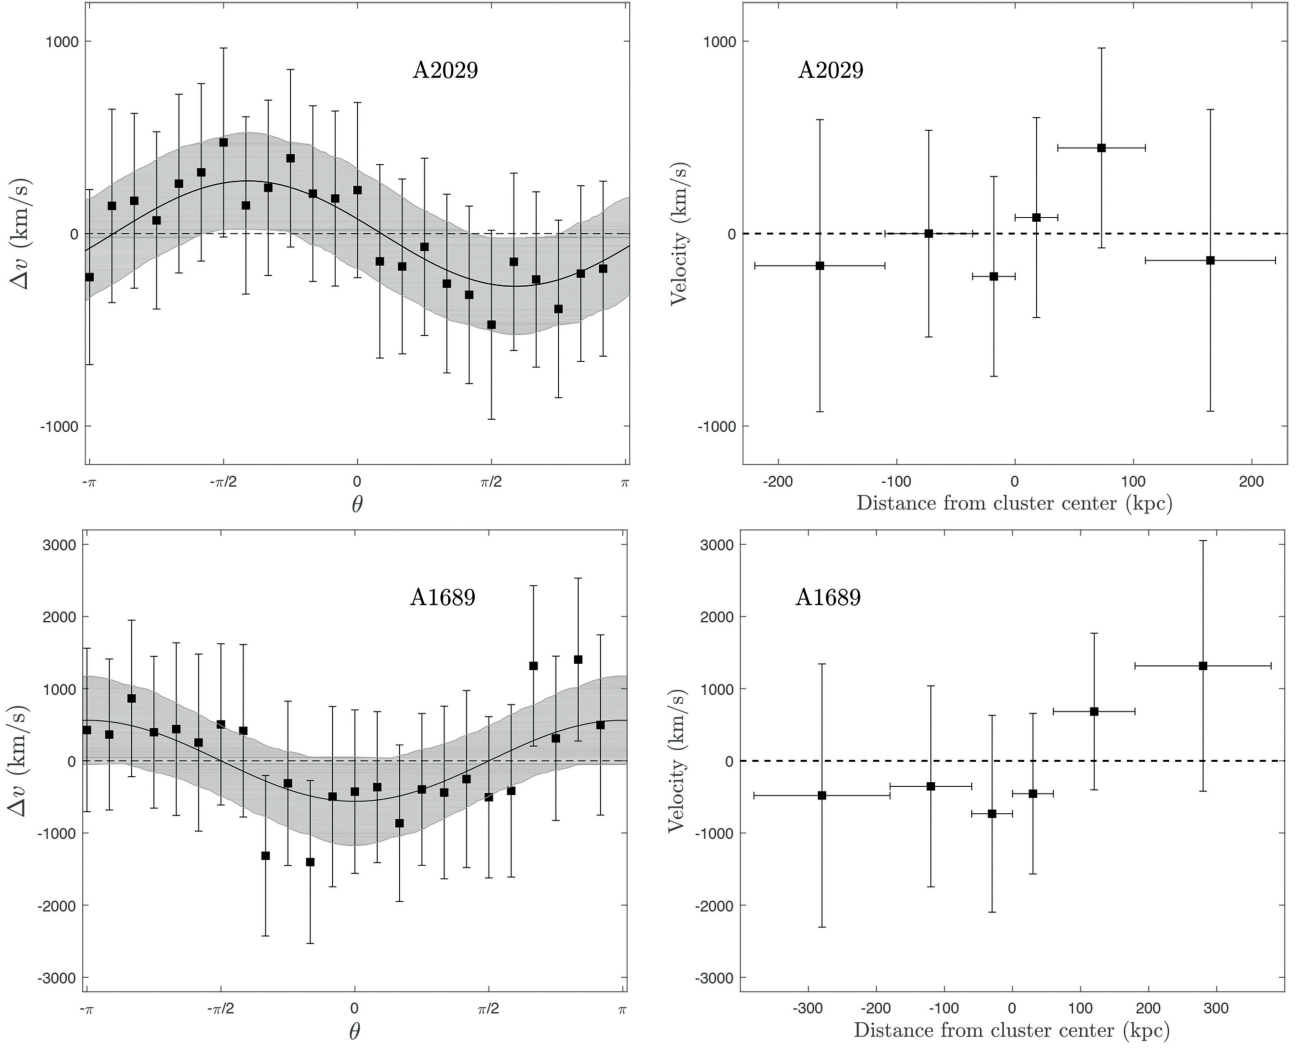 A2029
Δv (km/s)
1000
0
-1000
-π
-π/2
0
π/2
π
θ
A2029
Velocity (km/s)
1000
0
-1000
-200
-100
0
100
200
Distance from cluster center (kpc)
A1689
Δv (km/s)
3000
2000
1000
0
-1000
-2000
-3000
-π
-π/2
0
π/2
π
θ
A1689
Velocity (km/s)
3000
2000
1000
0
-1000
-2000
-3000
-300
-200
-100
0
100
200
300
Distance from cluster center (kpc)